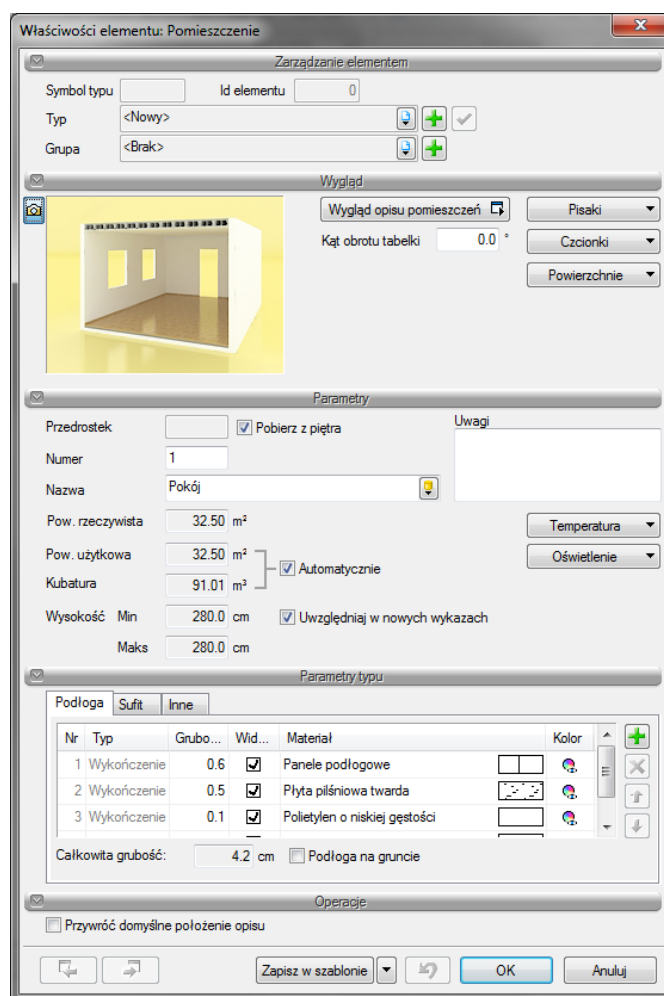 Właściwości elementu: Pomieszczenie
Zarządzanie elementem
Symbol typu Id elementu 0
Typ <Nowy>
Grupa <Brak>
Wygląd
Wygląd opisu pomieszczeń Pisaki
Kąt obrotu tabelki 0.0 ° Czcionki
Powierzchnie
Parametry
Przedrostek Pobierz z piętra Uwagi
Numer 1
Nazwa Pokój
Pow. rzeczywista 32.50 m² Temperatura
Pow. użytkowa 32.50 m² Automatycznie Oświetlenie
Kubatura 91.01 m³
Wysokość Min 280.0 cm Uwzględniaj w nowych wykazach
Maks 280.0 cm
Parametry typu
Podłoga Sufit Inne
Nr Typ Grubo... Wid... Materiał Kolor
1 Wykończenie 0.6 Panele podłogowe
2 Wykończenie 0.5 Płyta pilśniowa twarda
3 Wykończenie 0.1 Polietylen o niskiej gęstości
Całkowita grubość: 4.2 cm Podłoga na gruncie
Operacje
Przywróć domyślne położenie opisu
Zapisz w szablonie OK Anuluj